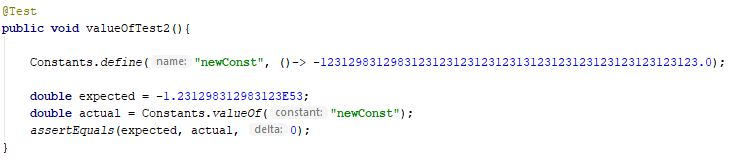 @Test
public void valueOfTest2(){
Constants.define( name: "newConst", ()-> -123129831298312312312312312313123123123123123123123123.0);
double expected = -1.231298312983123E53;
double actual = Constants.valueOf( constant: "newConst");
assertEquals(expected, actual, delta: 0);
}